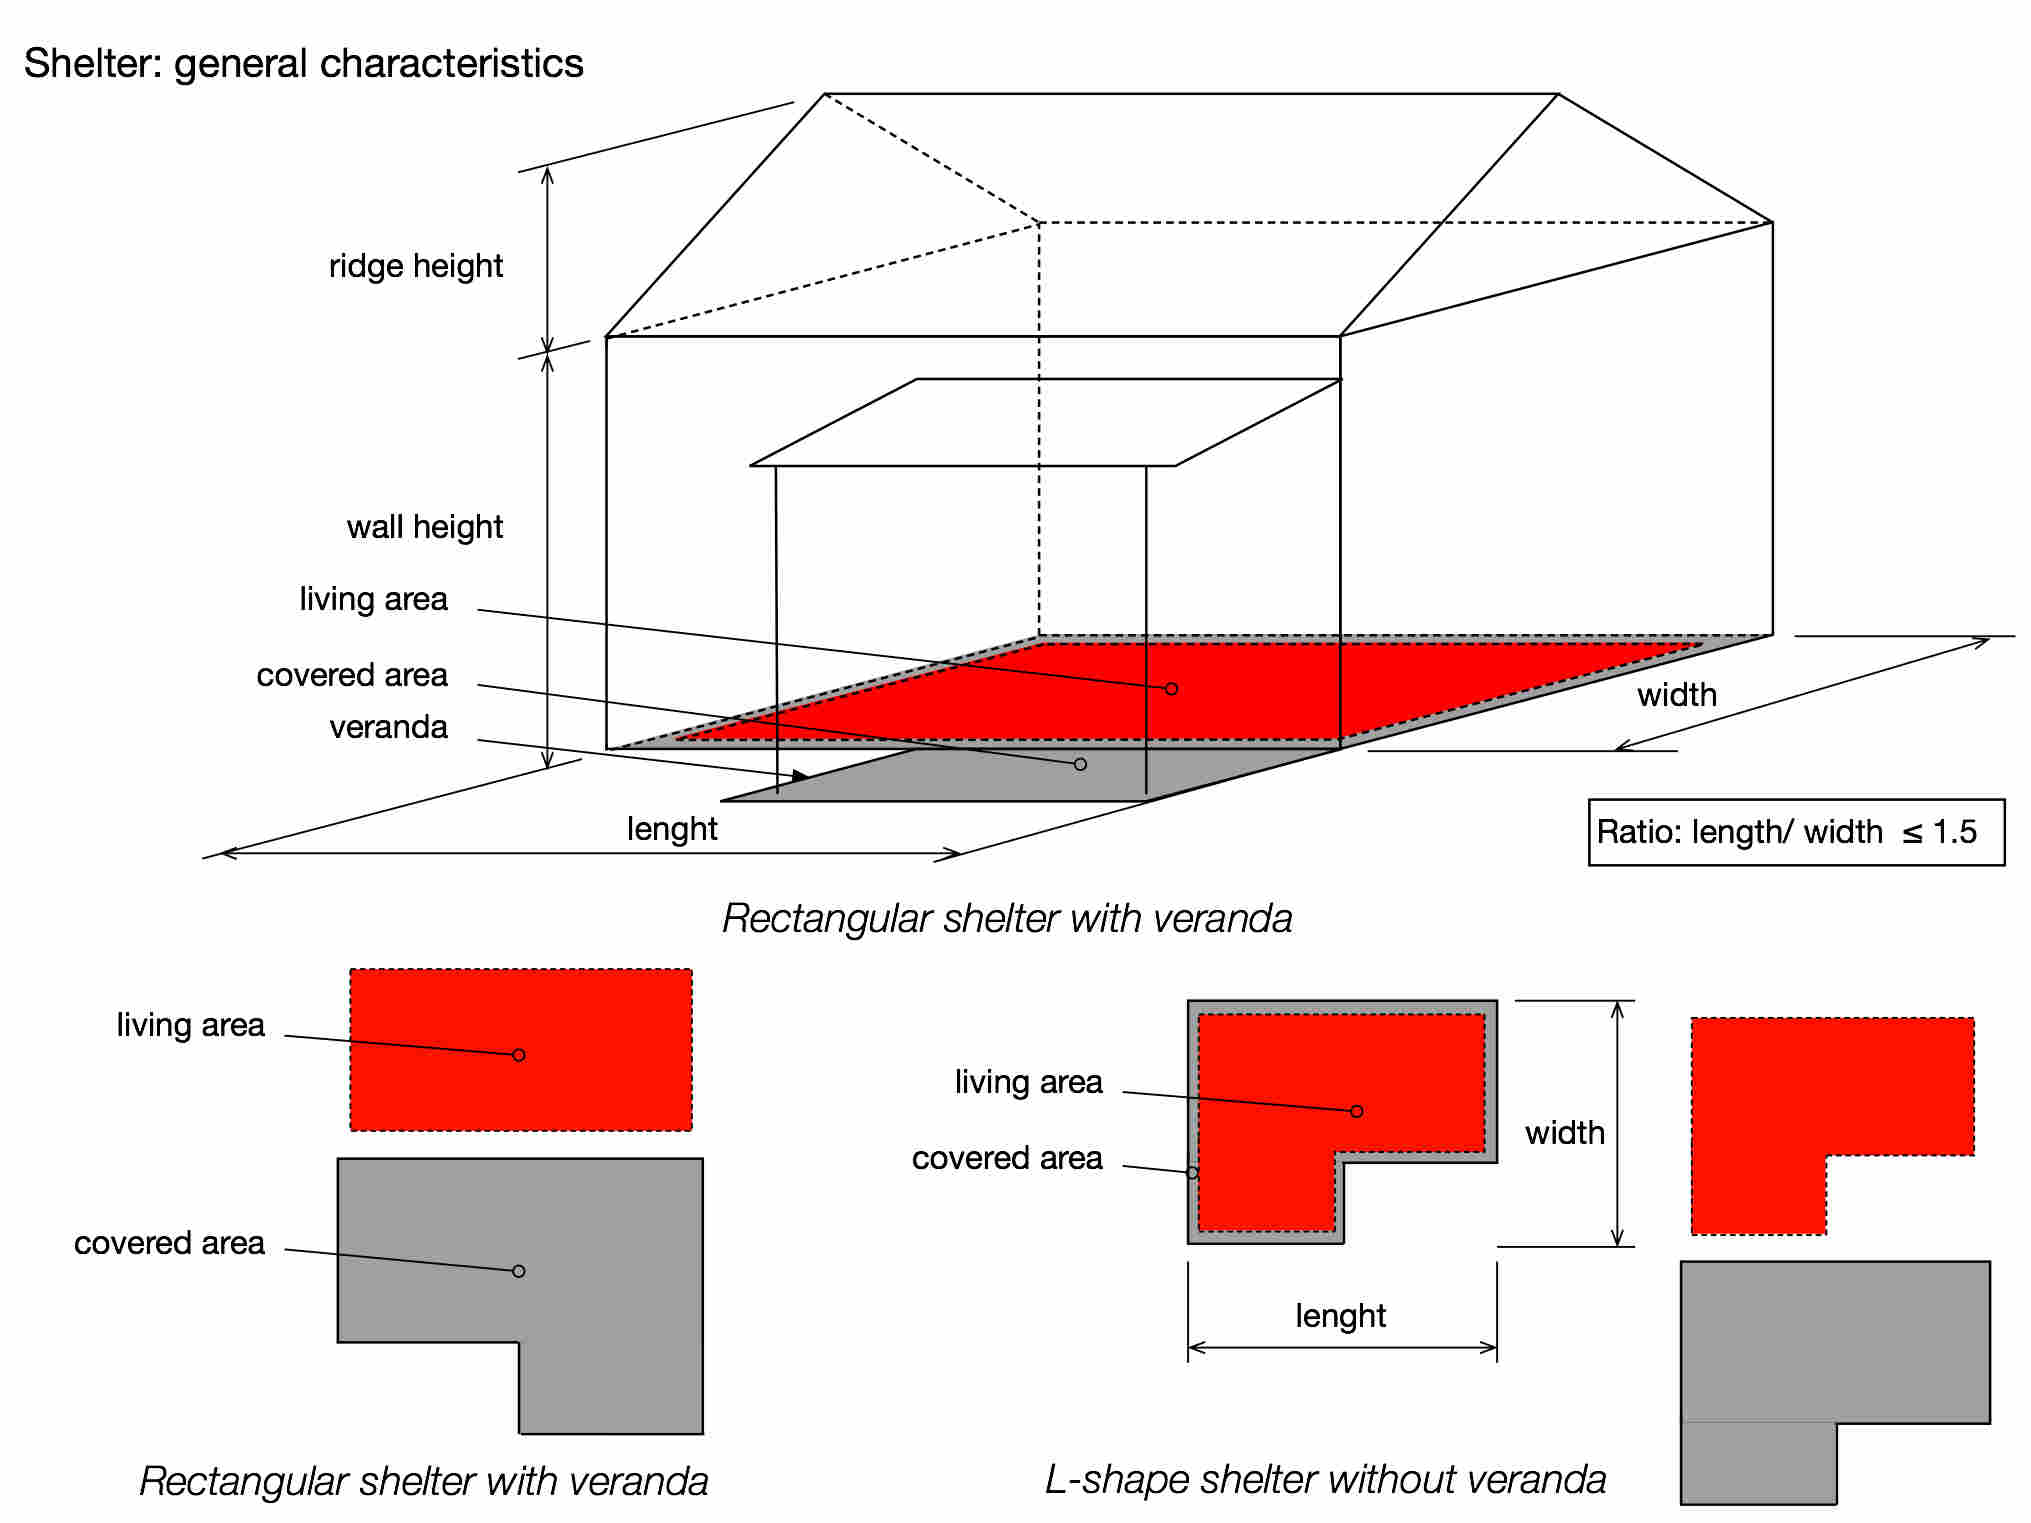 Shelter: general characteristics
ridge height
wall height
living area
covered area
veranda
width
lenght
Ratio: length/ width ≤ 1.5
Rectangular shelter with veranda
living area
covered area
Rectangular shelter with veranda
living area
covered area
width
lenght
L-shape shelter without veranda